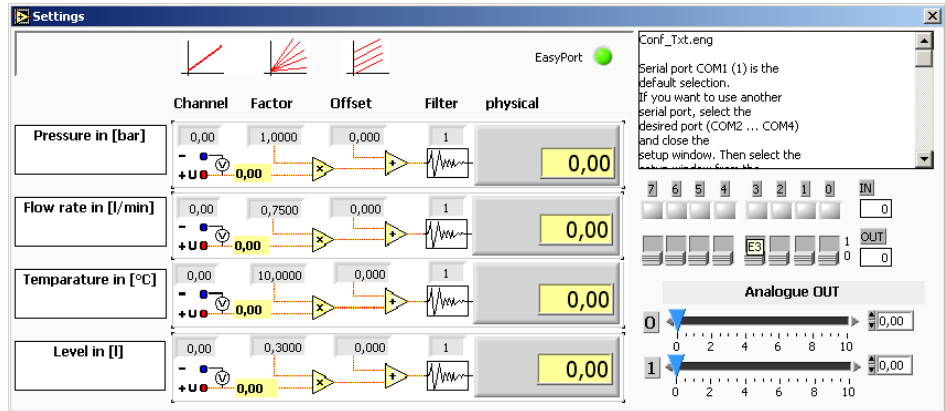 Settings
EasyPort
Channel Factor Offset Filter physical
Pressure in [bar]
0,00 1,0000 0,000 1
- V
+U 0,00 x + 0,00
Flow rate in [l/min]
0,00 0,7500 0,000 1
- V
+U 0,00 x + 0,00
Temparature in [°C]
0,00 10,0000 0,000 1
- V
+U 0,00 x + 0,00
Level in [l]
0,00 0,3000 0,000 1
- V
+U 0,00 x + 0,00
Conf_Txt.eng
Serial port COM1 (1) is the
default selection.
If you want to use another
serial port, select the
desired port (COM2 ... COM4)
and close the
setup window. Then select the
7 6 5 4 3 2 1 0 IN
0
E3 1 OUT
0 0
Analogue OUT
0 0,00
0 2 4 6 8 10
1 0,00
0 2 4 6 8 10